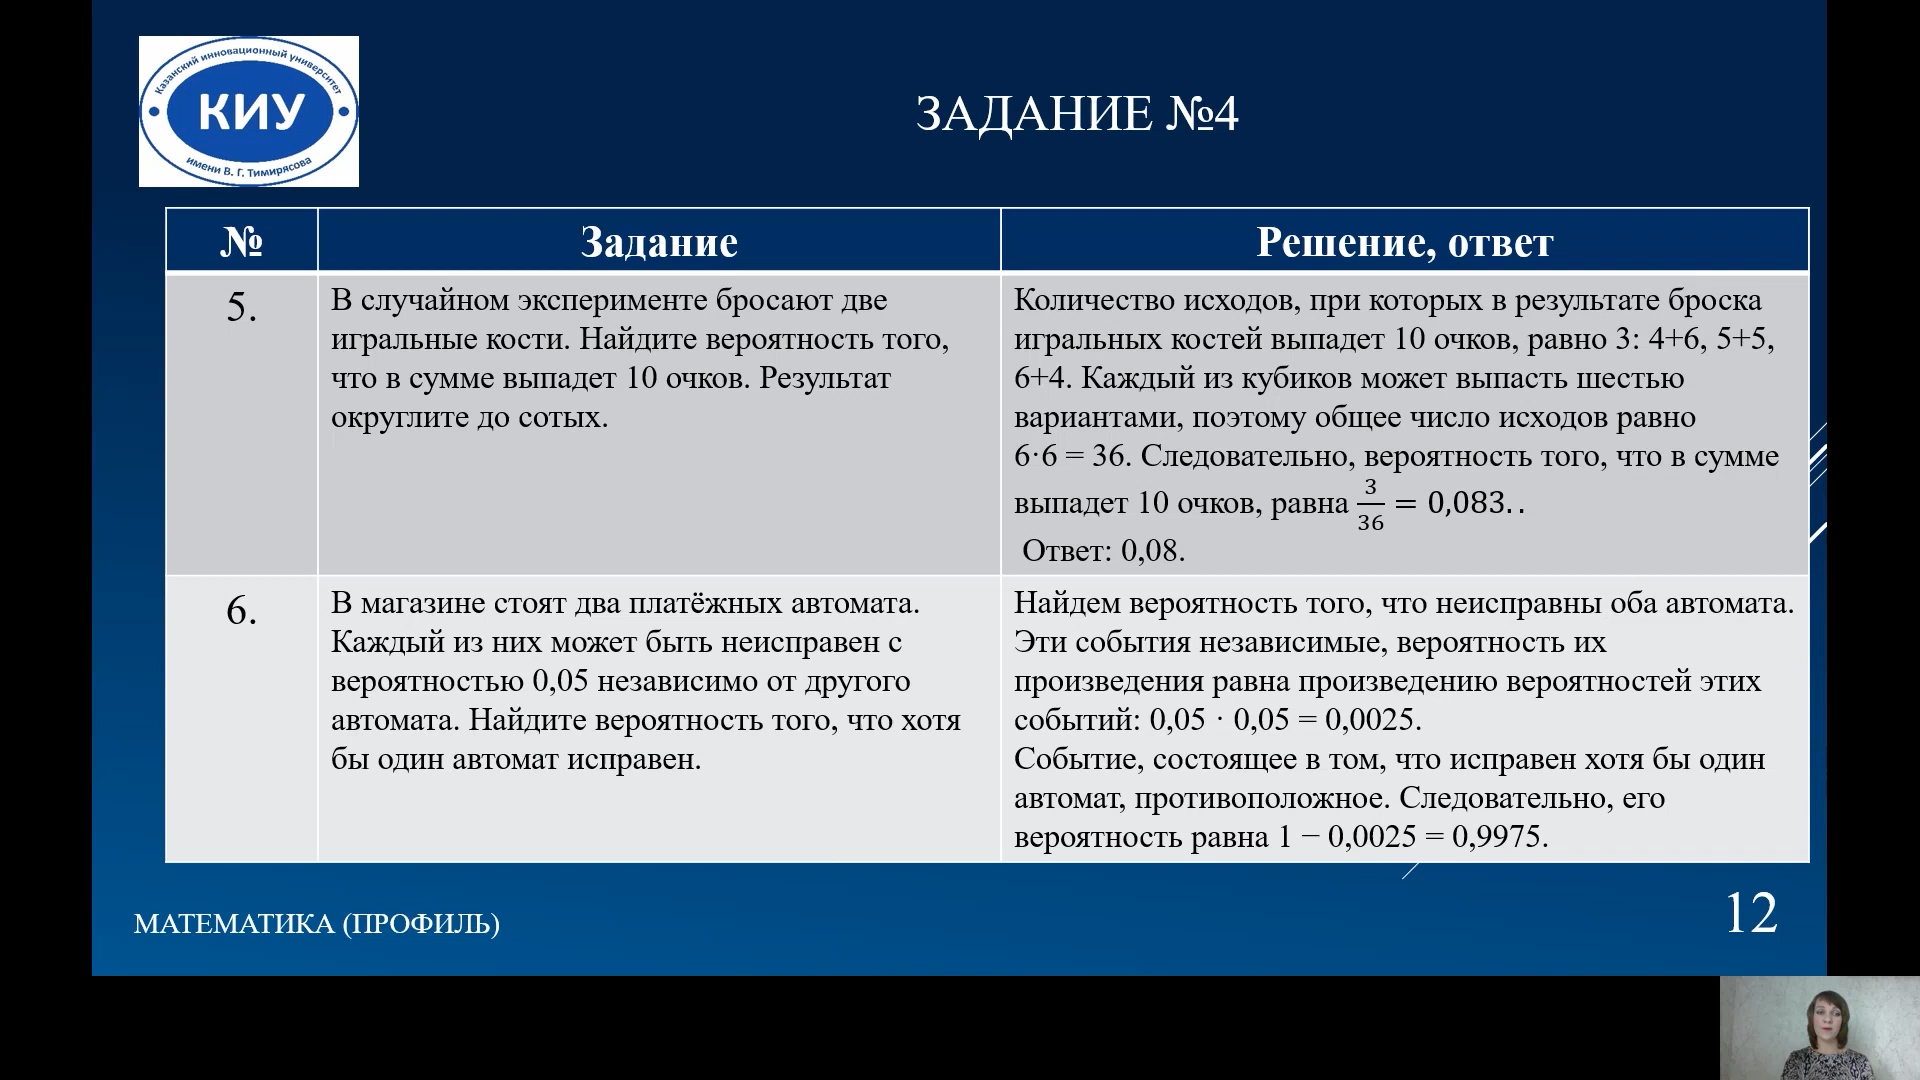 Казанский инновационный университет
КИУ
имени В. Г. Тимирясова
ЗАДАНИЕ №4
№
Задание
Решение, ответ
5.
В случайном эксперименте бросают две
игральные кости. Найдите вероятность того,
что в сумме выпадет 10 очков. Результат
округлите до сотых.
Количество исходов, при которых в результате броска
игральных костей выпадет 10 очков, равно 3: 4+6, 5+5,
6+4. Каждый из кубиков может выпасть шестью
вариантами, поэтому общее число исходов равно
6·6 = 36. Следовательно, вероятность того, что в сумме
выпадет 10 очков, равна 3/36 = 0,083..
Ответ: 0,08.
6.
В магазине стоят два платёжных автомата.
Каждый из них может быть неисправен с
вероятностью 0,05 независимо от другого
автомата. Найдите вероятность того, что хотя
бы один автомат исправен.
Найдем вероятность того, что неисправны оба автомата.
Эти события независимые, вероятность их
произведения равна произведению вероятностей этих
событий: 0,05 · 0,05 = 0,0025.
Событие, состоящее в том, что исправен хотя бы один
автомат, противоположное. Следовательно, его
вероятность равна 1 − 0,0025 = 0,9975.
МАТЕМАТИКА (ПРОФИЛЬ)
12